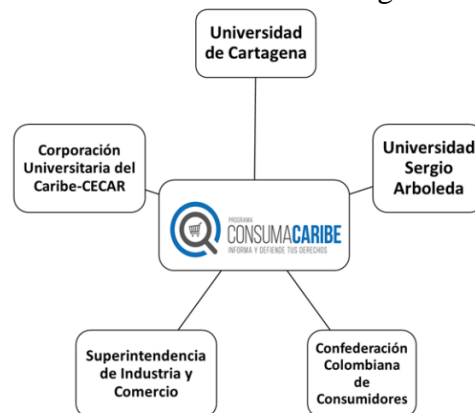 Universidad
de Cartagena
Corporación
Universitaria del
Caribe-CECAR
Universidad
Sergio
Arboleda
PROGRAMA
CONSUMACARIBE
INFORMA Y DEFIENDE TUS DERECHOS
Superintendencia
de Industria y
Comercio
Confederación
Colombiana
de
Consumidores